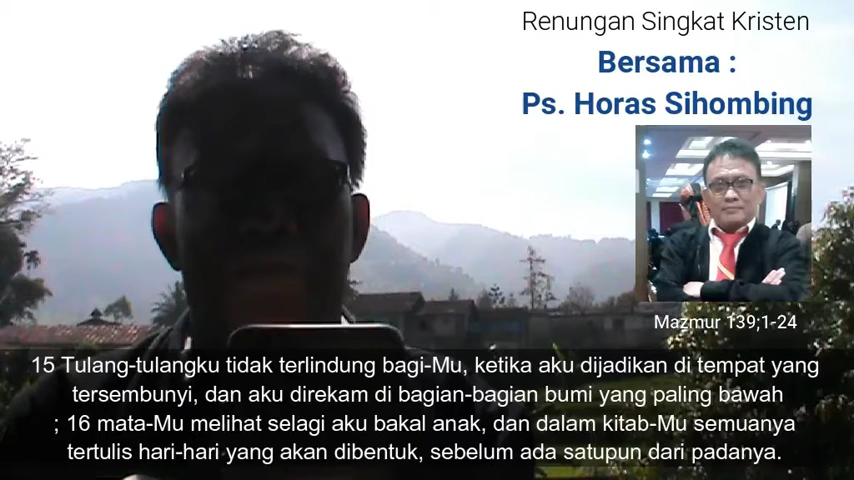 Renungan Singkat Kristen
Bersama :
Ps. Horas Sihombing
Mazmur 139;1-24
15 Tulang-tulangku tidak terlindung bagi-Mu, ketika aku dijadikan di tempat yang
tersembunyi, dan aku direkam di bagian-bagian bumi yang paling bawah
; 16 mata-Mu melihat selagi aku bakal anak, dan dalam kitab-Mu semuanya
tertulis hari-hari yang akan dibentuk, sebelum ada satupun dari padanya.